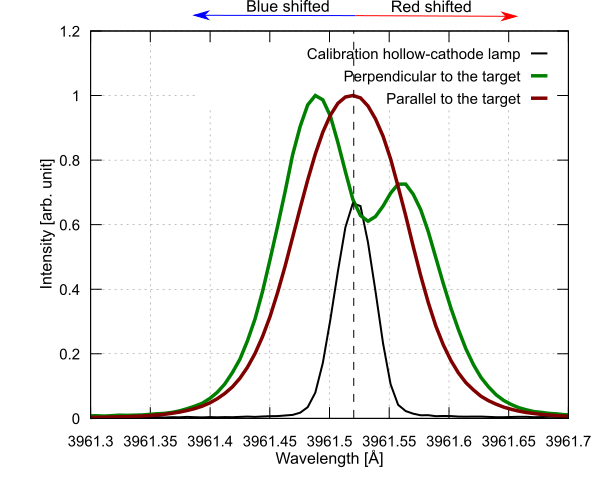 Blue shifted Red shifted
1.2
Calibration hollow-cathode lamp
Perpendicular to the target
1
Parallel to the target
0.8
0.6
0.4
0.2
0
Intensity [arb. unit]
3961.3 3961.35 3961.4 3961.45 3961.5 3961.55 3961.6 3961.65 3961.7
Wavelength [Å]